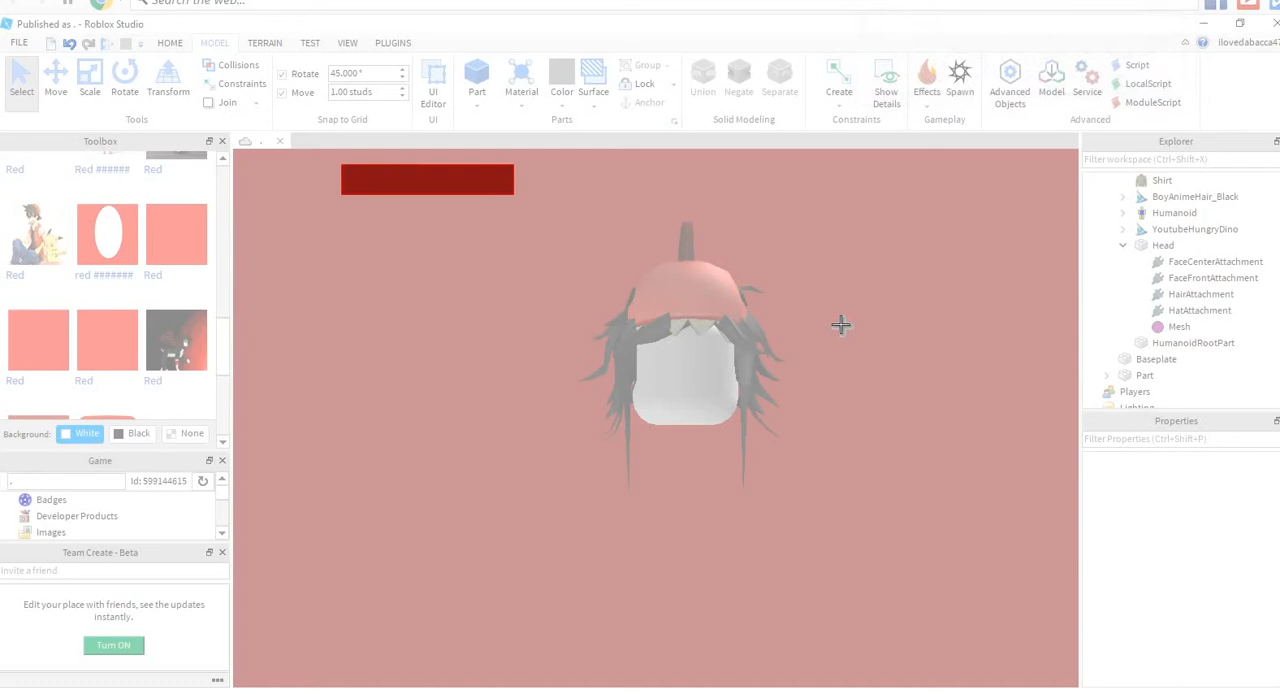 Search the web...
Published as . - Roblox Studio
FILE HOME MODEL TERRAIN TEST VIEW PLUGINS ilovedabacca47
Select Move Scale Rotate Transform
Collisions
Constraints
Join
Tools
Rotate 45.000°
Move 1.00 studs
Snap to Grid
UI
Editor
UI
Part Material Color Surface
Group
Lock
Anchor
Parts
Union Negate Separate
Solid Modeling
Create Show
Details
Constraints
Effects Spawn
Gameplay
Advanced
Objects
Model Service
Script
LocalScript
ModuleScript
Advanced
Toolbox
Red Red ###### Red
Red red ####### Red
Red Red Red
Background: White Black None
Game
. Id: 599144615
Badges
Developer Products
Images
Team Create - Beta
Invite a friend
Edit your place with friends, see the updates
instantly.
Turn ON
.
Explorer
Filter workspace (Ctrl+Shift+X)
Shirt
BoyAnimeHair_Black
Humanoid
YoutubeHungryDino
Head
FaceCenterAttachment
FaceFrontAttachment
HairAttachment
HatAttachment
Mesh
HumanoidRootPart
Baseplate
Part
Players
Lighting
Properties
Filter Properties (Ctrl+Shift+P)